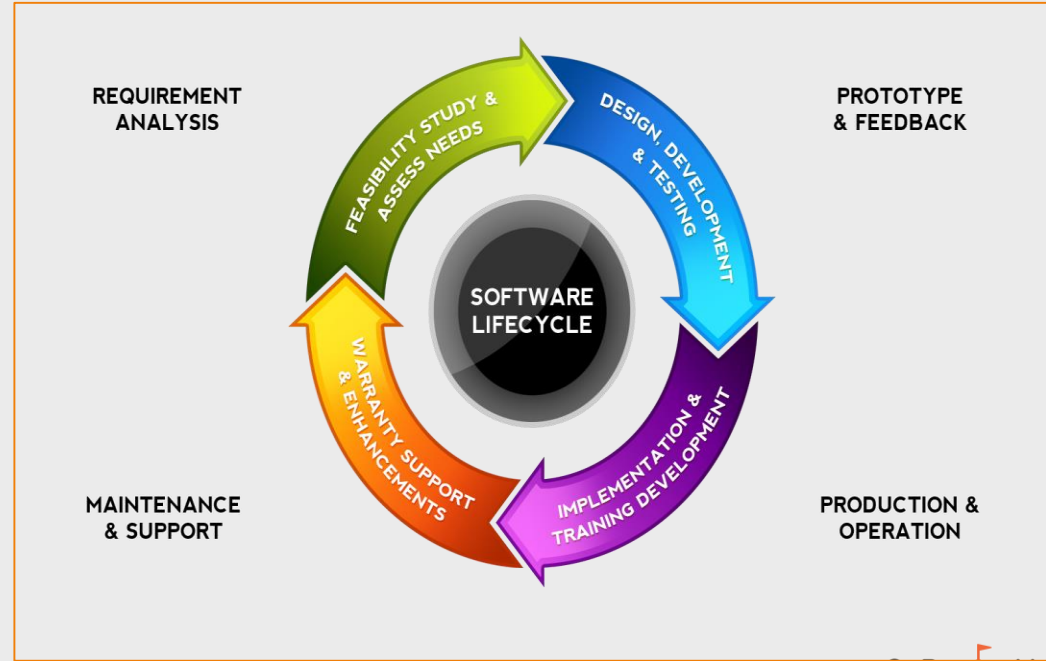 REQUIREMENT
ANALYSIS
FEASIBILITY STUDY &
ASSESS NEEDS
DESIGN, DEVELOPMENT
& TESTING
PROTOTYPE
& FEEDBACK
SOFTWARE
LIFECYCLE
WARRANTY SUPPORT
& ENHANCEMENTS
IMPLEMENTATION &
TRAINING DEVELOPMENT
MAINTENANCE
& SUPPORT
PRODUCTION &
OPERATION